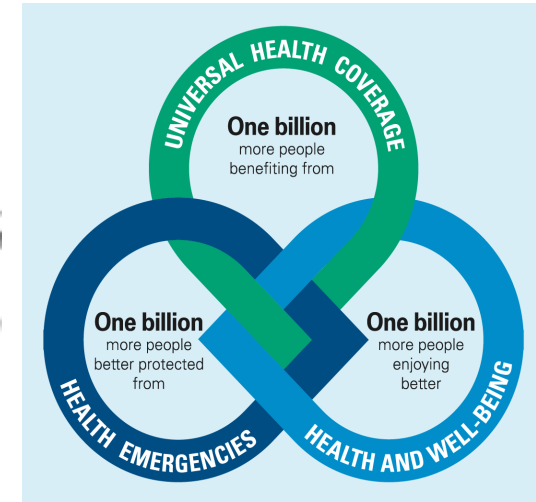 UNIVERSAL HEALTH COVERAGE
One billion
more people
benefiting from
One billion
more people
better protected
from
HEALTH EMERGENCIES
One billion
more people
enjoying
better
HEALTH AND WELL-BEING